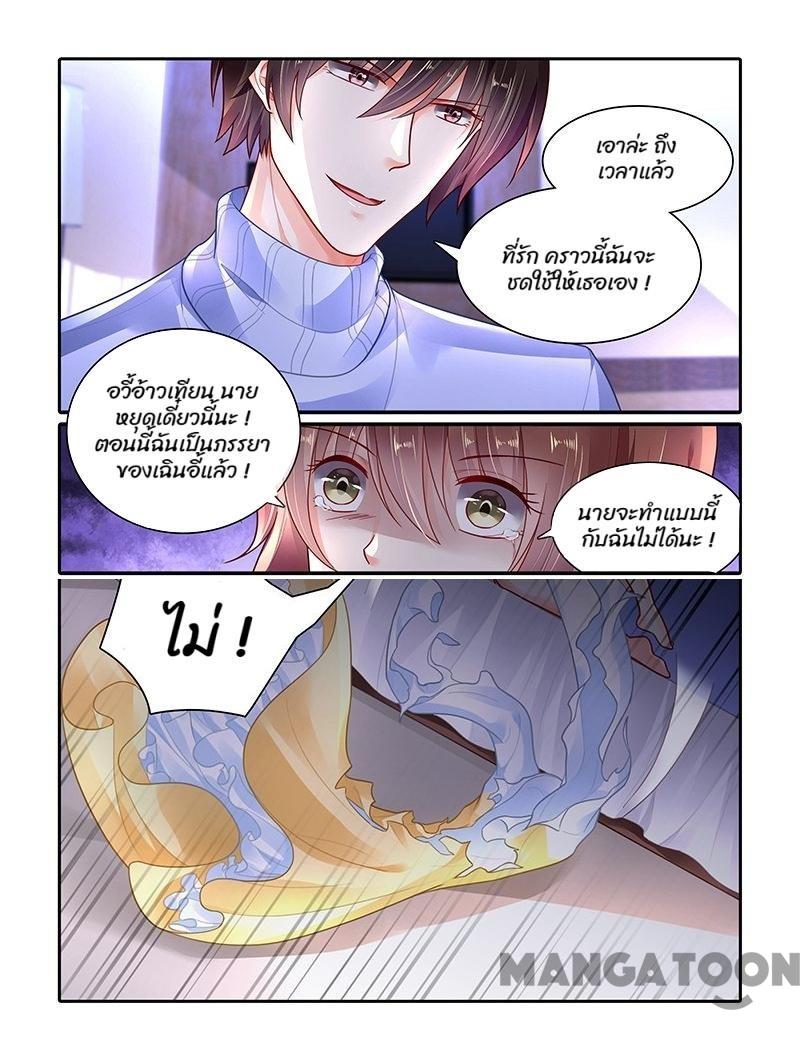 เอาล่ะ ถึง
เวลาแล้ว
ที่รัก คราวนี้ฉันจะ
ชดใช้ให้เธอเอง !
อวี้อ้าวเทียน นาย
หยุดเดี๋ยวนี้นะ !
ตอนนี้ฉันเป็นภรรยา
ของเฉินอี้แล้ว !
นายจะทำแบบนี้
กับฉันไม่ได้นะ !
ไม่ !
MANGATOON